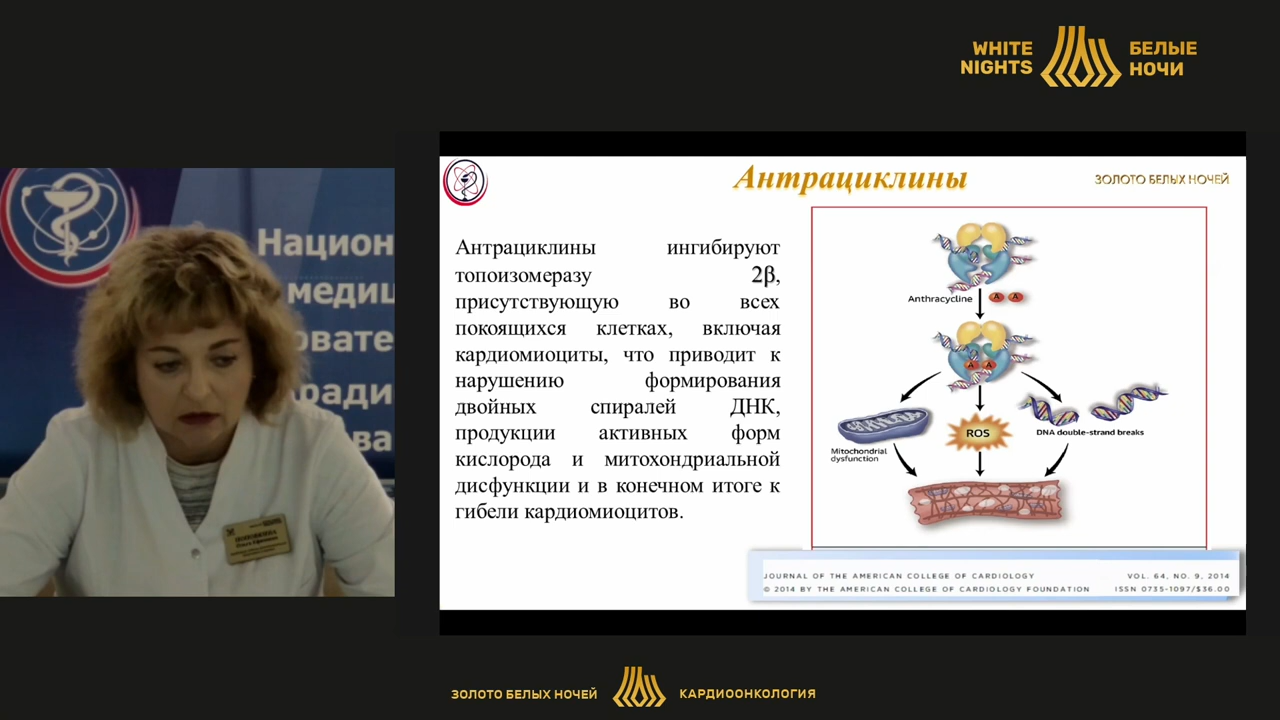 WHITE
NIGHTS
БЕЛЫЕ
НОЧИ
Национ
медиц
овате
ради
ва
Антрациклины
ЗОЛОТО БЕЛЫХ НОЧЕЙ
Антрациклины ингибируют
топоизомеразу 2β,
присутствующую во всех
покоящихся клетках, включая
кардиомиоциты, что приводит к
нарушению формирования
двойных спиралей ДНК,
продукции активных форм
кислорода и митохондриальной
дисфункции и в конечном итоге к
гибели кардиомиоцитов.
Anthracycline
A A
A A
Mitochondrial
dysfunction
ROS
DNA double-strand breaks
JOURNAL OF THE AMERICAN COLLEGE OF CARDIOLOGY VOL. 64, NO. 9, 2014
© 2014 BY THE AMERICAN COLLEGE OF CARDIOLOGY FOUNDATION ISSN 0735-1097/$36.00
ЗОЛОТО БЕЛЫХ НОЧЕЙ
КАРДИООНКОЛОГИЯ